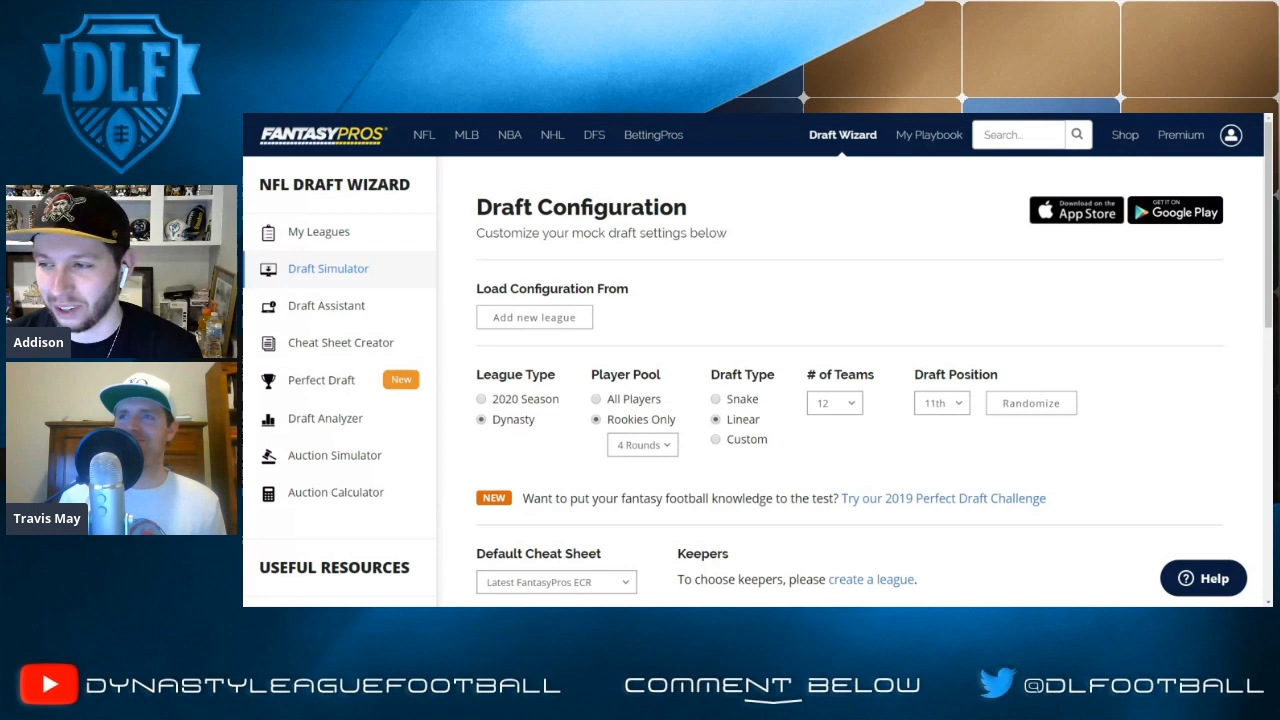 DLF
Addison
Travis May
FANTASYPROS
NFL MLB NBA NHL DFS BettingPros Draft Wizard My Playbook Search... Shop Premium
NFL DRAFT WIZARD
My Leagues
Draft Simulator
Draft Assistant
Cheat Sheet Creator
Perfect Draft New
Draft Analyzer
Auction Simulator
Auction Calculator
USEFUL RESOURCES
Draft Configuration
Customize your mock draft settings below
Download on the
App Store
GET IT ON
Google Play
Load Configuration From
Add new league
League Type Player Pool Draft Type # of Teams Draft Position
2020 Season All Players Snake 12 11th Randomize
Dynasty Rookies Only Linear
4 Rounds Custom
NEW Want to put your fantasy football knowledge to the test? Try our 2019 Perfect Draft Challenge
Default Cheat Sheet Keepers
Latest FantasyPros ECR To choose keepers, please create a league.
Help
DYNASTYLEAGUEFOOTBALL COMMENT BELOW @DLFOOTBALL